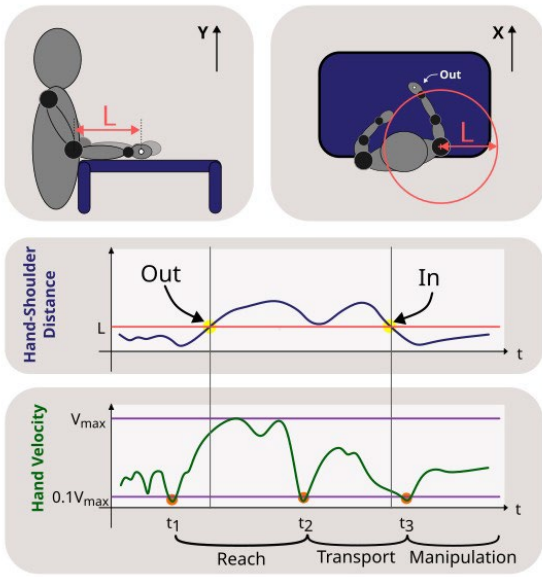 Y
L
X
Out
L
Hand-Shoulder
Distance
Out
In
L
t
Hand Velocity
Vmax
0.1Vmax
t
t1
t2
t3
Reach
Transport
Manipulation